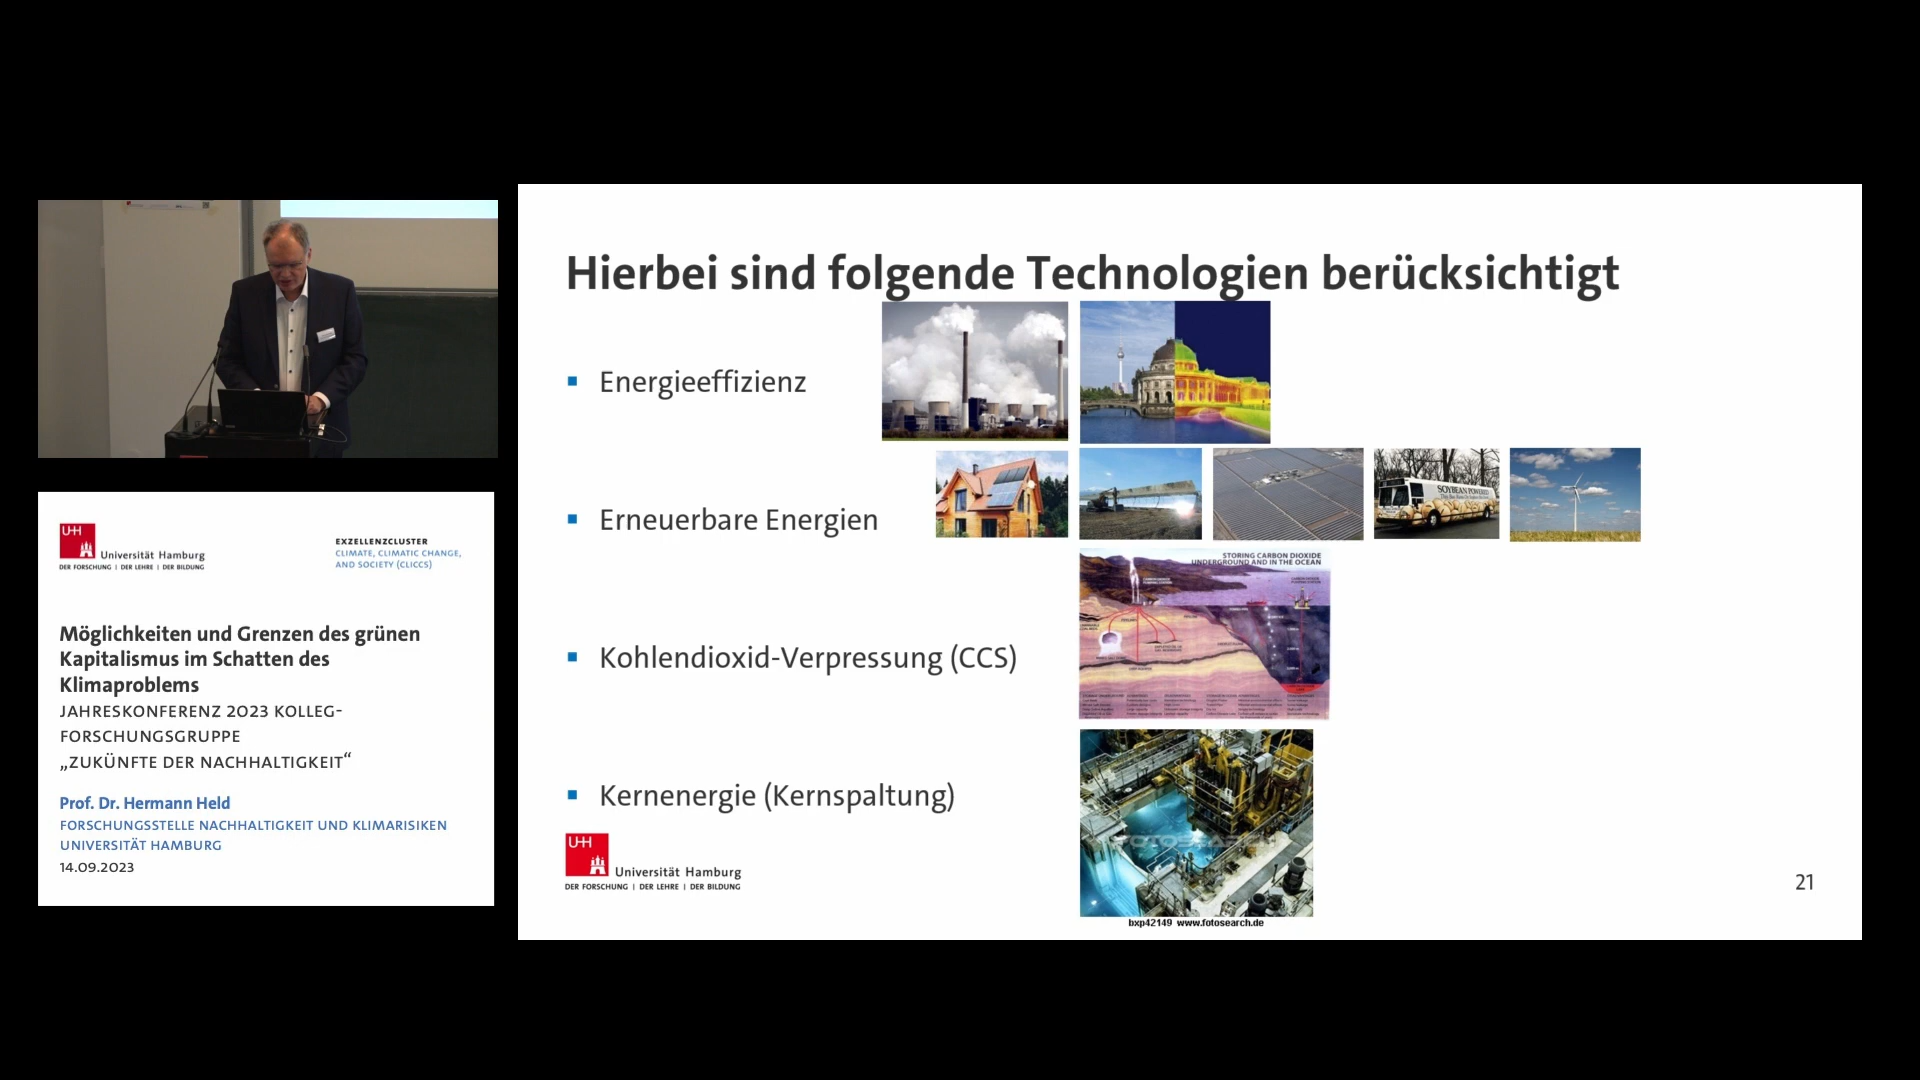 U+H
Universität Hamburg
DER FORSCHUNG | DER LEHRE | DER BILDUNG
EXZELLENZCLUSTER
CLIMATE, CLIMATIC CHANGE,
AND SOCIETY (CLICCS)
Möglichkeiten und Grenzen des grünen
Kapitalismus im Schatten des
Klimaproblems
JAHRESKONFERENZ 2023 KOLLEG-
FORSCHUNGSGRUPPE
„ZUKÜNFTE DER NACHHALTIGKEIT“
Prof. Dr. Hermann Held
FORSCHUNGSSTELLE NACHHALTIGKEIT UND KLIMARISIKEN
UNIVERSITÄT HAMBURG
14.09.2023
Hierbei sind folgende Technologien berücksichtigt
Energieeffizienz
Erneuerbare Energien
SOYBEAN POWERED
STORING CARBON DIOXIDE
UNDERGROUND AND IN THE OCEAN
Kohlendioxid-Verpressung (CCS)
Kernenergie (Kernspaltung)
FOTOSEARCH
bxp42149 www.fotosearch.de
U+H
Universität Hamburg
DER FORSCHUNG | DER LEHRE | DER BILDUNG
21